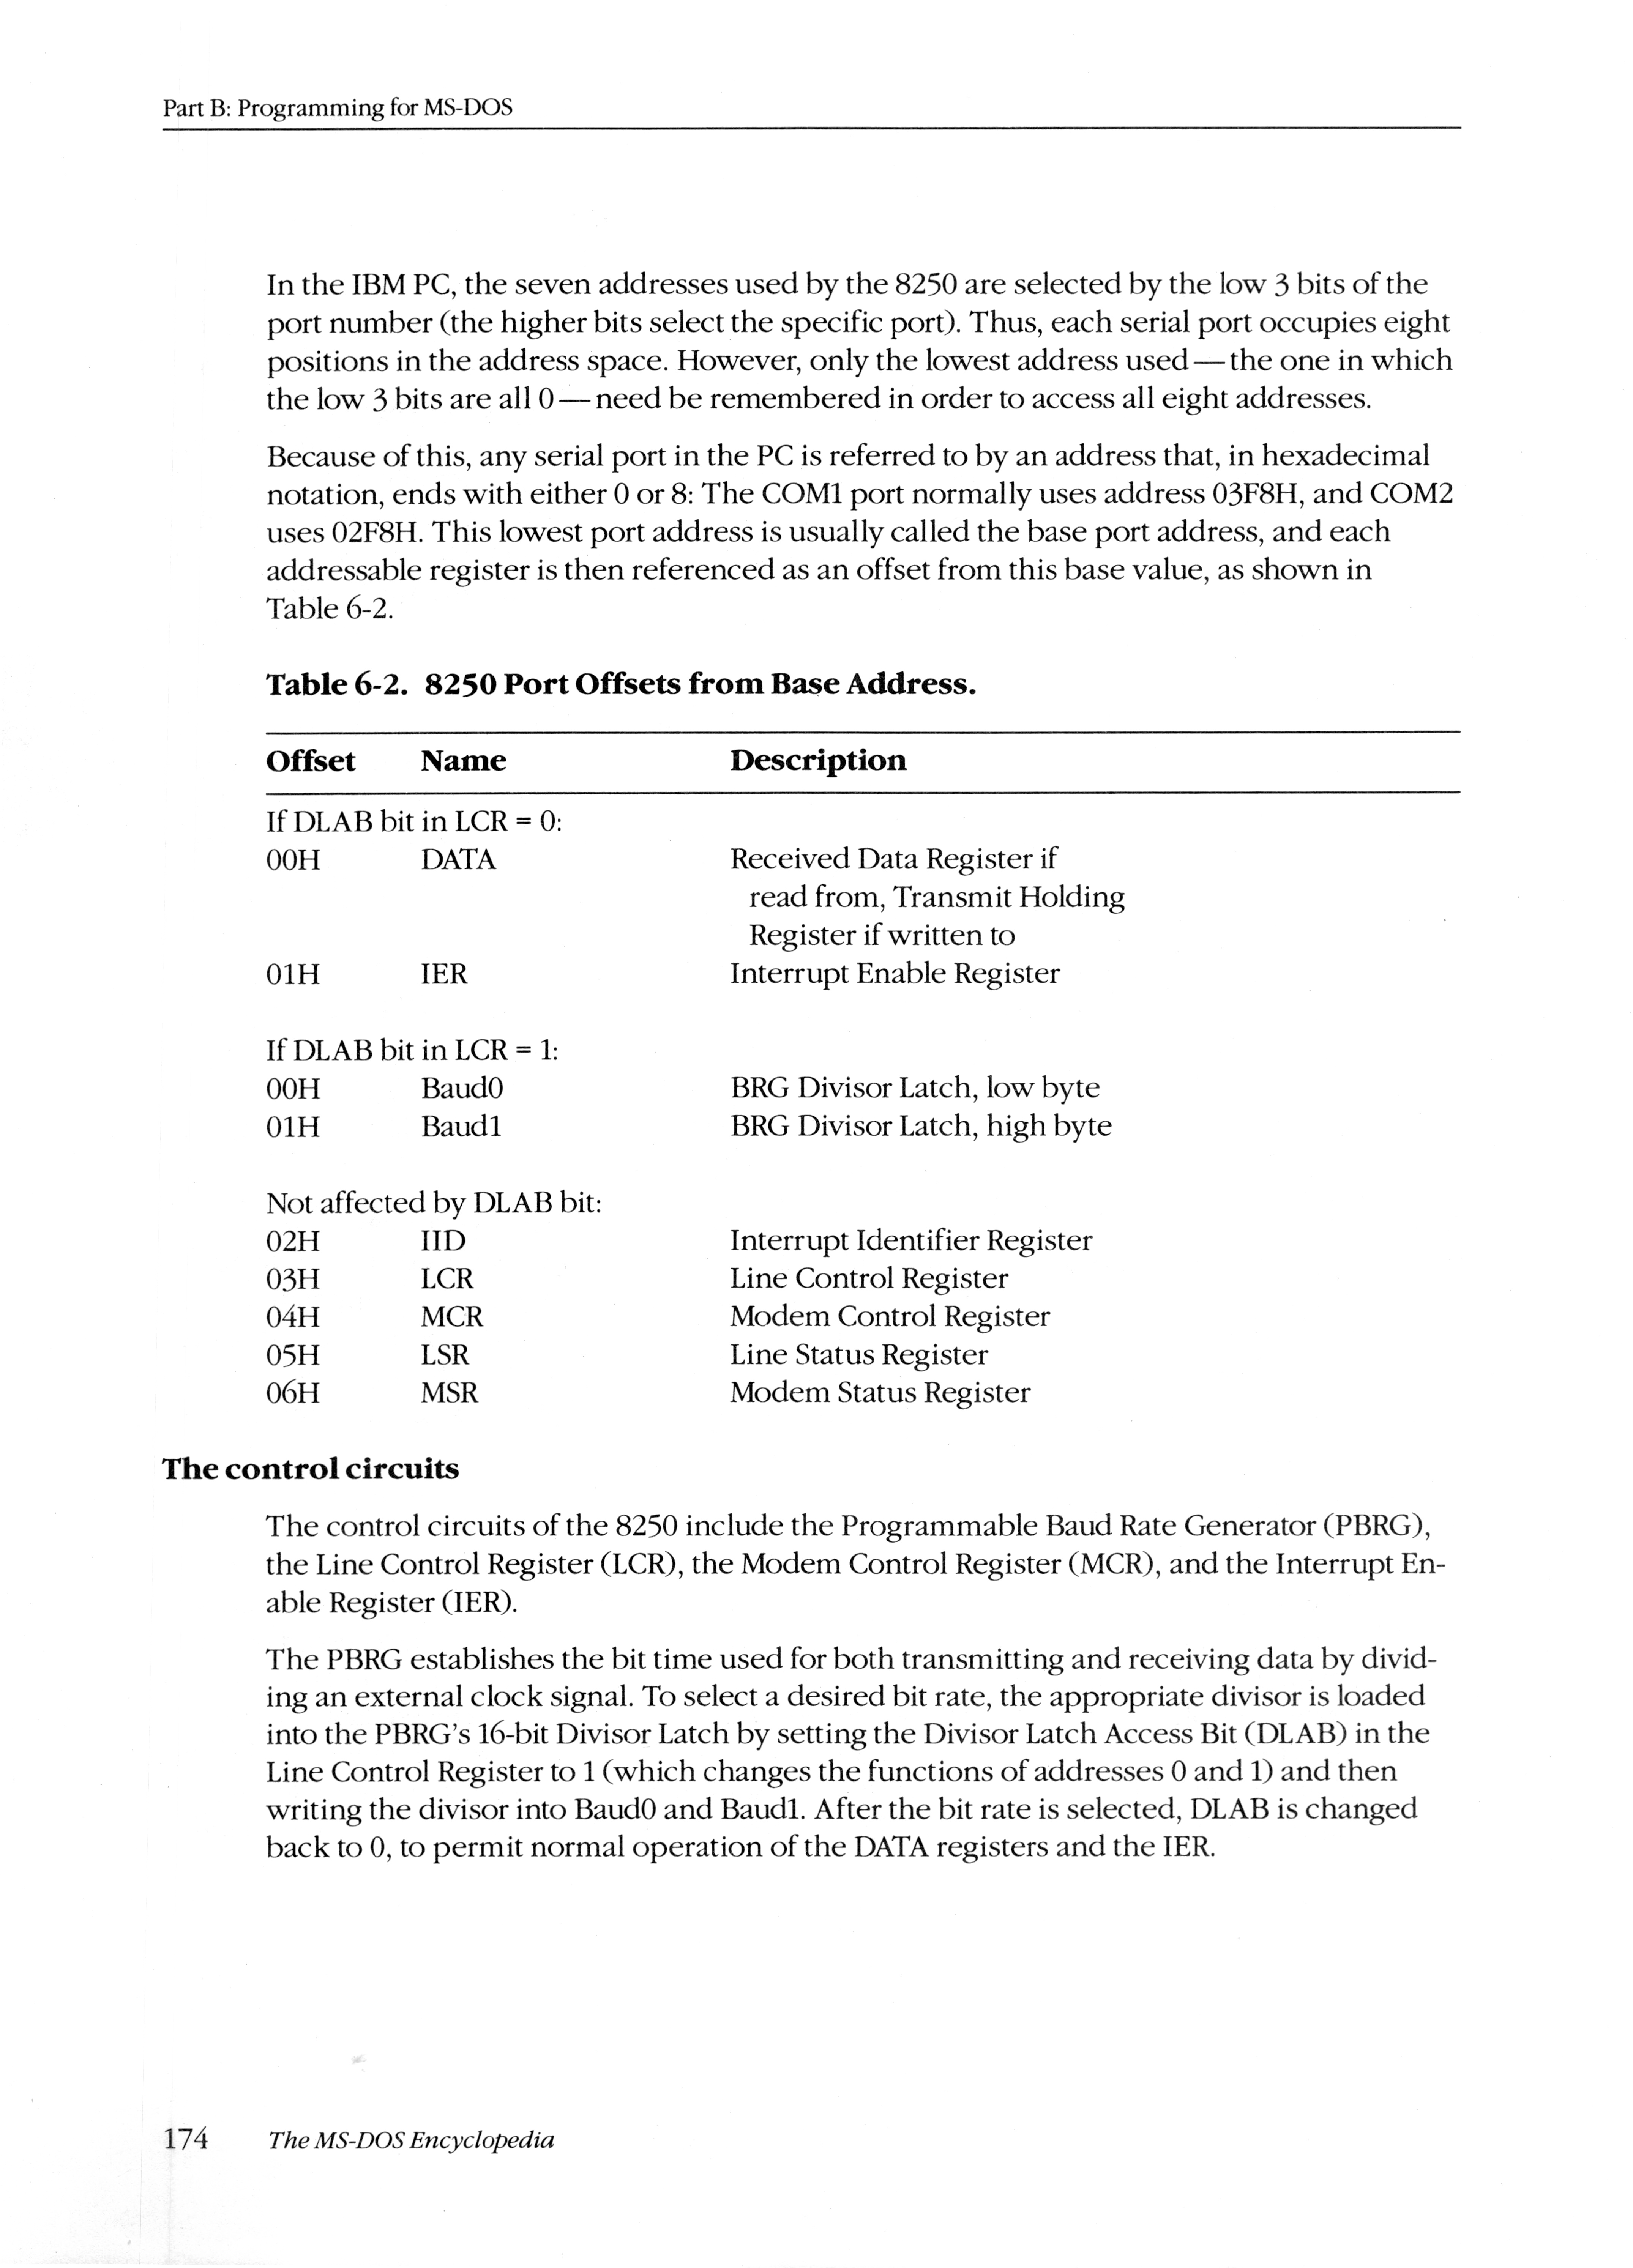 Part B: Programming for MS-DOS
In the IBM PC, the seven addresses used by the 8250 are selected by the low 3 bits of the
port number (the higher bits select the specific port). Thus, each serial port occupies eight
positions in the address space. However, only the lowest address used—the one in which
the low 3 bits are all 0—need be remembered in order to access all eight addresses.
Because of this, any serial port in the PC is referred to by an address that, in hexadecimal
notation, ends with either 0 or 8: The COM1 port normally uses address 03F8H, and COM2
uses 02F8H. This lowest port address is usually called the base port address, and each
addressable register is then referenced as an offset from this base value, as shown in
Table 6-2.
Table 6-2. 8250 Port Offsets from Base Address.
Offset Name Description
If DLAB bit in LCR = 0:
00H DATA Received Data Register if
read from, Transmit Holding
Register if written to
01H IER Interrupt Enable Register
If DLAB bit in LCR = 1:
00H Baud0 BRG Divisor Latch, low byte
01H Baud1 BRG Divisor Latch, high byte
Not affected by DLAB bit:
02H IID Interrupt Identifier Register
03H LCR Line Control Register
04H MCR Modem Control Register
05H LSR Line Status Register
06H MSR Modem Status Register
The control circuits
The control circuits of the 8250 include the Programmable Baud Rate Generator (PBRG),
the Line Control Register (LCR), the Modem Control Register (MCR), and the Interrupt En-
able Register (IER).
The PBRG establishes the bit time used for both transmitting and receiving data by divid-
ing an external clock signal. To select a desired bit rate, the appropriate divisor is loaded
into the PBRG's 16-bit Divisor Latch by setting the Divisor Latch Access Bit (DLAB) in the
Line Control Register to 1 (which changes the functions of addresses 0 and 1) and then
writing the divisor into Baud0 and Baud1. After the bit rate is selected, DLAB is changed
back to 0, to permit normal operation of the DATA registers and the IER.
174 The MS-DOS Encyclopedia